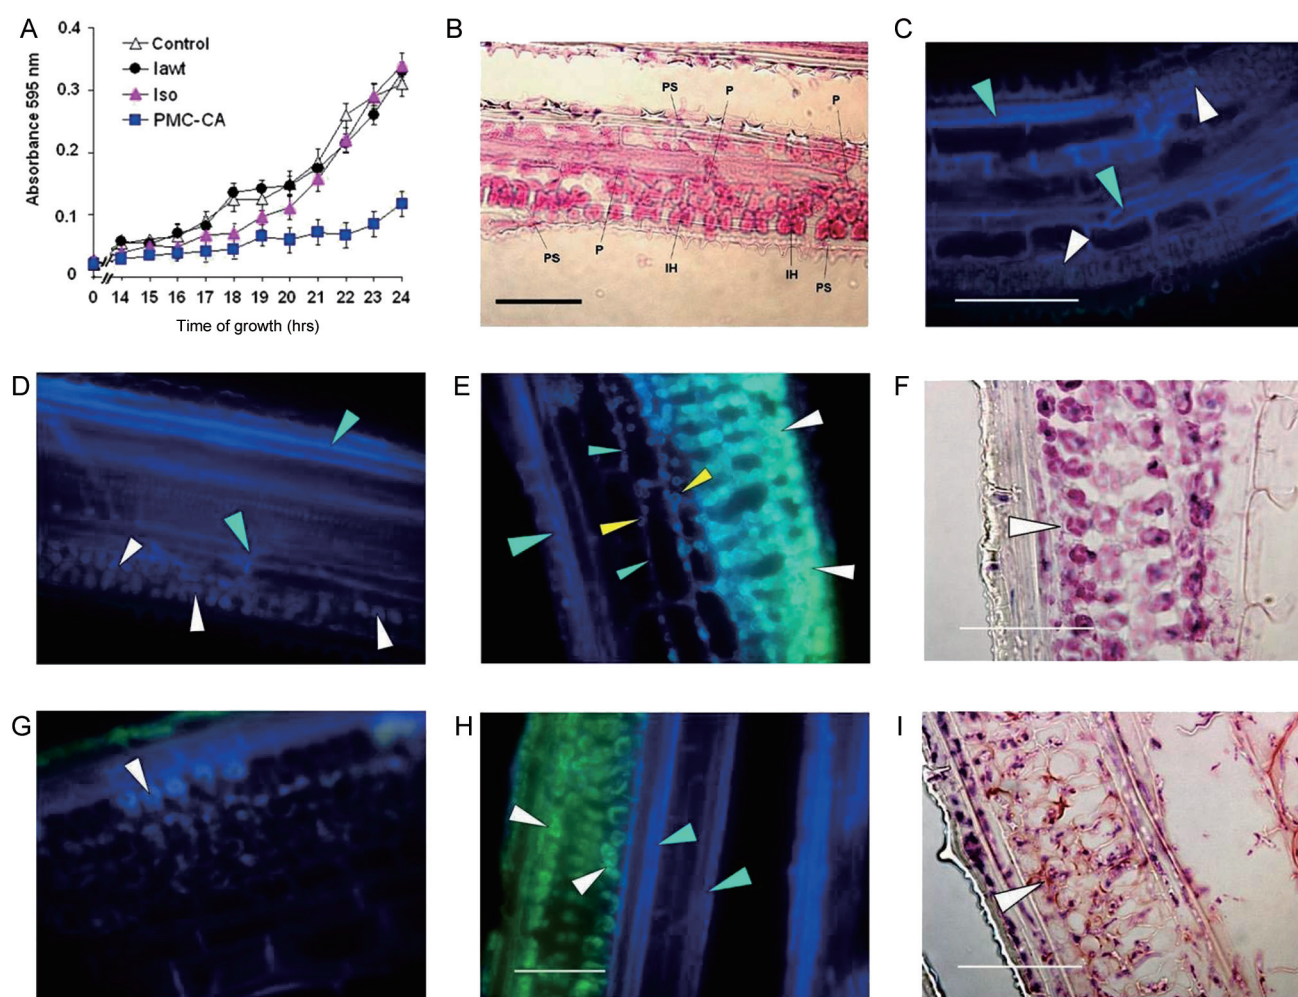 A
0.4
0.3
0.2
0.1
0
Absorbance 595 nm
Control
lawt
Iso
PMC-CA
0 14 15 16 17 18 19 20 21 22 23 24
Time of growth (hrs)
B
PS P P
PS P IH IH PS
C
D
E
F
G
H
I